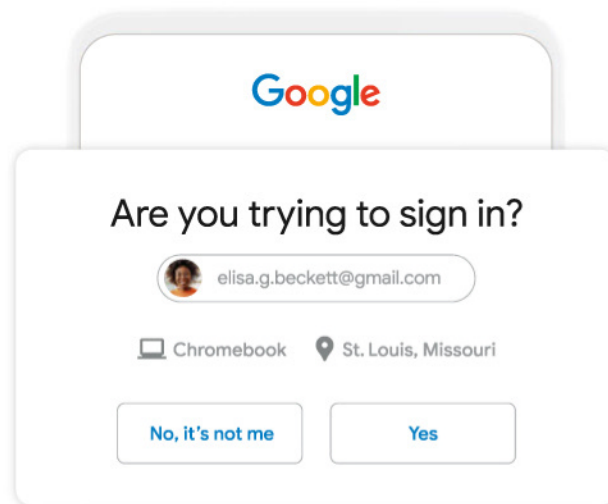 Google
Are you trying to sign in?
elisa.g.beckett@gmail.com
Chromebook St. Louis, Missouri
No, it's not me Yes